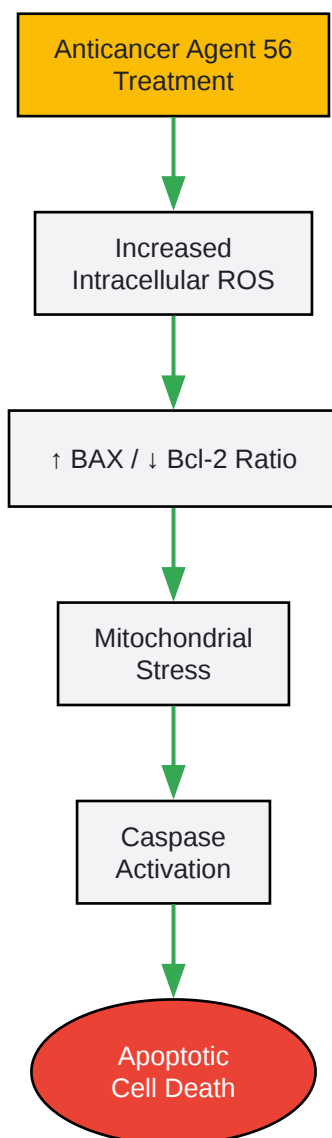 Anticancer Agent 56
Treatment
Increased
Intracellular ROS
↑ BAX / ↓ Bcl-2 Ratio
Mitochondrial
Stress
Caspase
Activation
Apoptotic
Cell Death